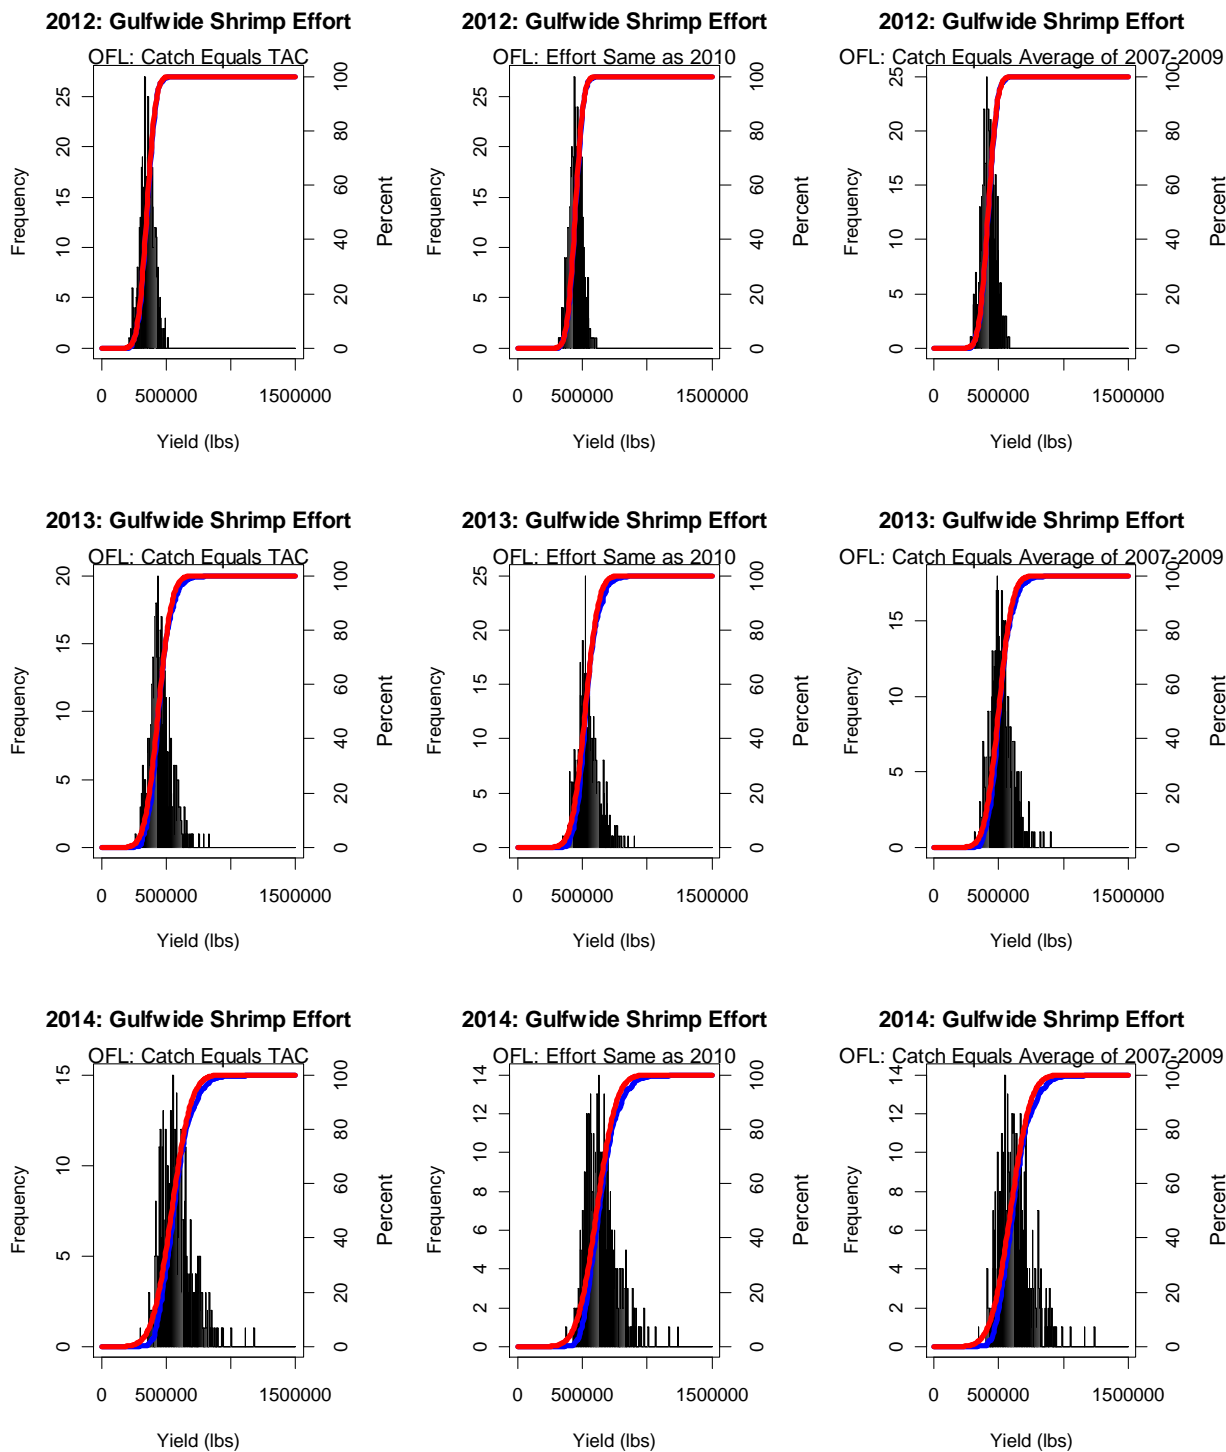 2012: Gulfwide Shrimp Effort
OFL: Catch Equals TAC
Frequency
0 5 10 15 20 25
Percent
0 20 40 60 80 100
0 500000 1500000
Yield (lbs)
2012: Gulfwide Shrimp Effort
OFL: Effort Same as 2010
Frequency
0 5 10 15 20 25
Percent
0 20 40 60 80 100
0 500000 1500000
Yield (lbs)
2012: Gulfwide Shrimp Effort
OFL: Catch Equals Average of 2007-2009
Frequency
0 5 10 15 20 25
Percent
0 20 40 60 80 100
0 500000 1500000
Yield (lbs)
2013: Gulfwide Shrimp Effort
OFL: Catch Equals TAC
Frequency
0 5 10 15 20
Percent
0 20 40 60 80 100
0 500000 1500000
Yield (lbs)
2013: Gulfwide Shrimp Effort
OFL: Effort Same as 2010
Frequency
0 5 10 15 20 25
Percent
0 20 40 60 80 100
0 500000 1500000
Yield (lbs)
2013: Gulfwide Shrimp Effort
OFL: Catch Equals Average of 2007-2009
Frequency
0 5 10 15
Percent
0 20 40 60 80 100
0 500000 1500000
Yield (lbs)
2014: Gulfwide Shrimp Effort
OFL: Catch Equals TAC
Frequency
0 5 10 15
Percent
0 20 40 60 80 100
0 500000 1500000
Yield (lbs)
2014: Gulfwide Shrimp Effort
OFL: Effort Same as 2010
Frequency
0 2 4 6 8 10 12 14
Percent
0 20 40 60 80 100
0 500000 1500000
Yield (lbs)
2014: Gulfwide Shrimp Effort
OFL: Catch Equals Average of 2007-2009
Frequency
0 2 4 6 8 10 12 14
Percent
0 20 40 60 80 100
0 500000 1500000
Yield (lbs)